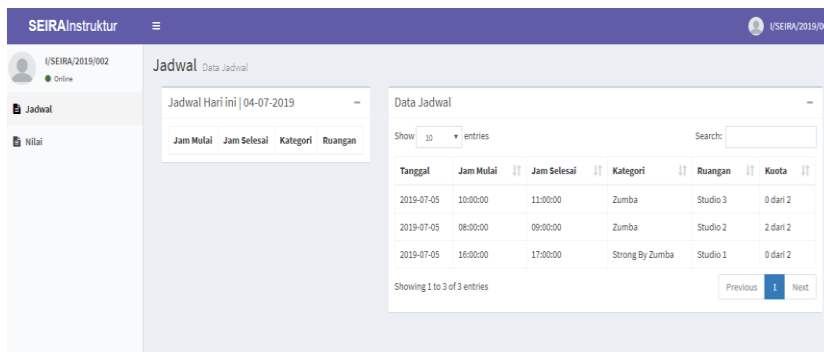 SEIRAInstruktur
I/SEIRA/2019/0
I/SEIRA/2019/002
Online
Jadwal
Nilai
Jadwal Data Jadwal
Jadwal Hari ini | 04-07-2019
Jam Mulai Jam Selesai Kategori Ruangan
Data Jadwal
Show 10 entries Search:
Tanggal Jam Mulai Jam Selesai Kategori Ruangan Kuota
2019-07-05 10:00:00 11:00:00 Zumba Studio 3 0 dari 2
2019-07-05 08:00:00 09:00:00 Zumba Studio 2 2 dari 2
2019-07-05 16:00:00 17:00:00 Strong By Zumba Studio 1 0 dari 2
Showing 1 to 3 of 3 entries
Previous 1 Next